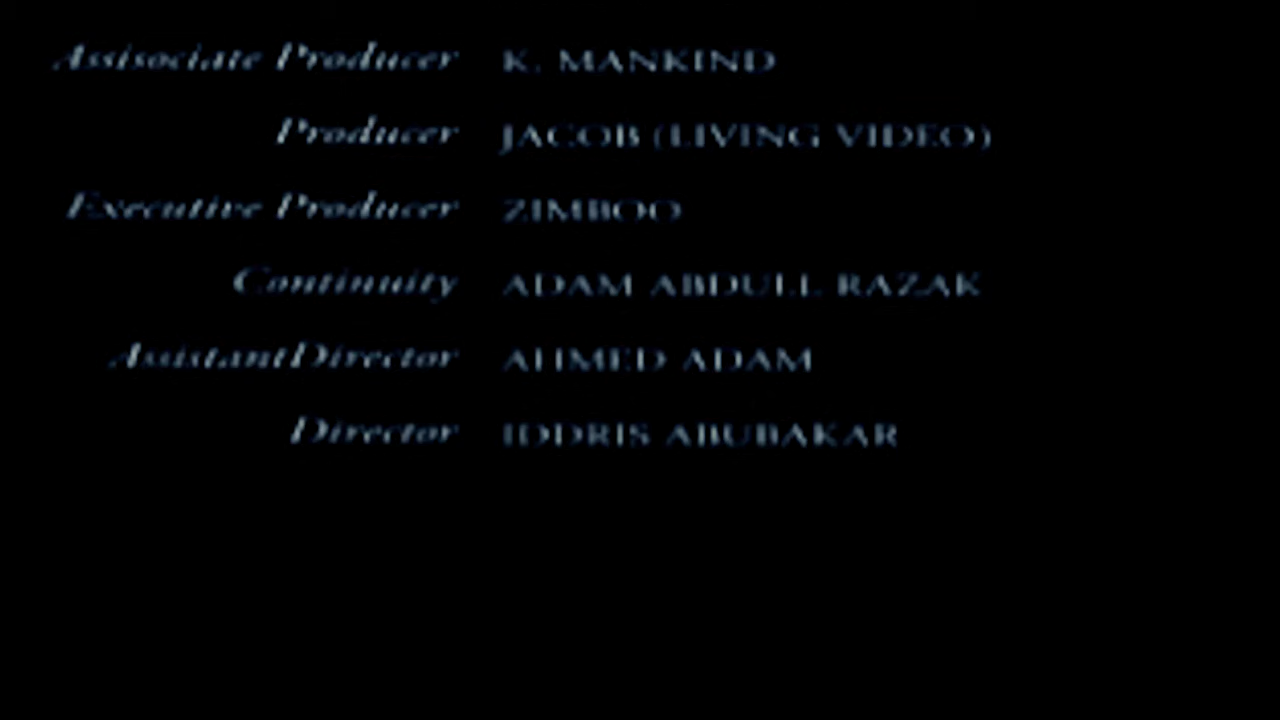 Assisociate Producer K. MANKIND
Producer JACOB (LIVING VIDEO)
Executive Producer ZIMBOO
Continuity ADAM ABDULL RAZAK
AssistantDirector AHMED ADAM
Director IDDRIS ABUBAKAR